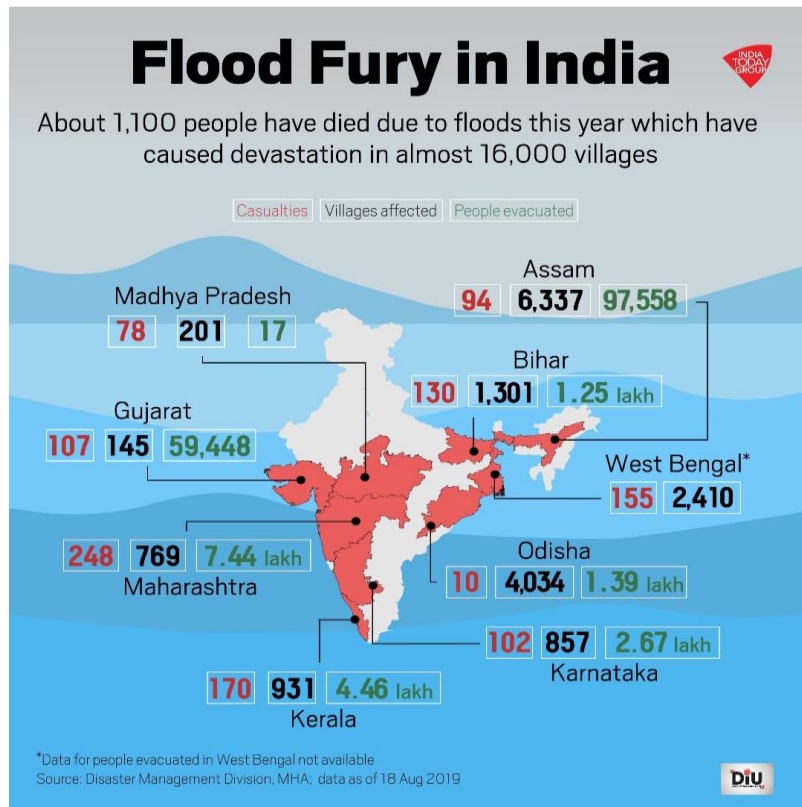 Flood Fury in India
INDIA
TODAY
GROUP
About 1,100 people have died due to floods this year which have
caused devastation in almost 16,000 villages
Casualties Villages affected People evacuated
Assam
94 6,337 97,558
Madhya Pradesh
78 201 17
Bihar
130 1,301 1.25 lakh
Gujarat
107 145 59,448
West Bengal*
155 2,410
248 769 7.44 lakh
Maharashtra
Odisha
10 4,034 1.39 lakh
102 857 2.67 lakh
Karnataka
170 931 4.46 lakh
Kerala
*Data for people evacuated in West Bengal not available
Source: Disaster Management Division, MHA; data as of 18 Aug 2019
DiU